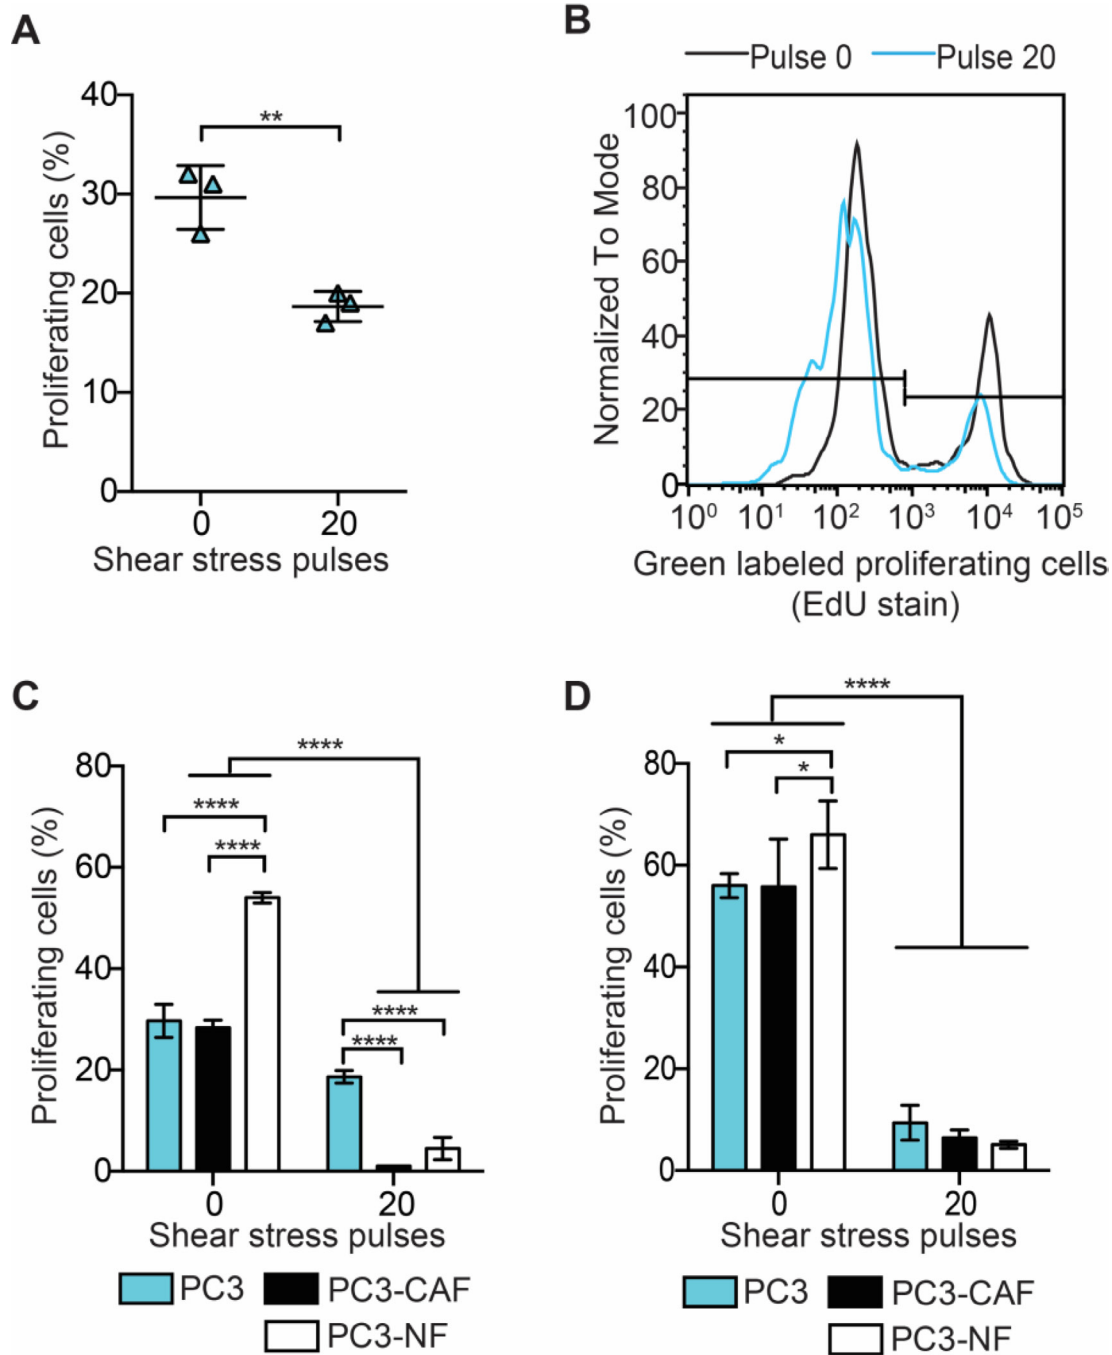 A
Proliferating cells (%)
40
30
20
10
0
**
0
20
Shear stress pulses
B
Pulse 0
Pulse 20
Normalized To Mode
100
80
60
40
20
0
10⁰
10¹
10²
10³
10⁴
10⁵
Green labeled proliferating cells
(EdU stain)
C
Proliferating cells (%)
80
60
40
20
0
****
****
****
****
****
0
20
Shear stress pulses
PC3
PC3-CAF
PC3-NF
D
Proliferating cells (%)
80
60
40
20
0
****
*
*
0
20
Shear stress pulses
PC3
PC3-CAF
PC3-NF